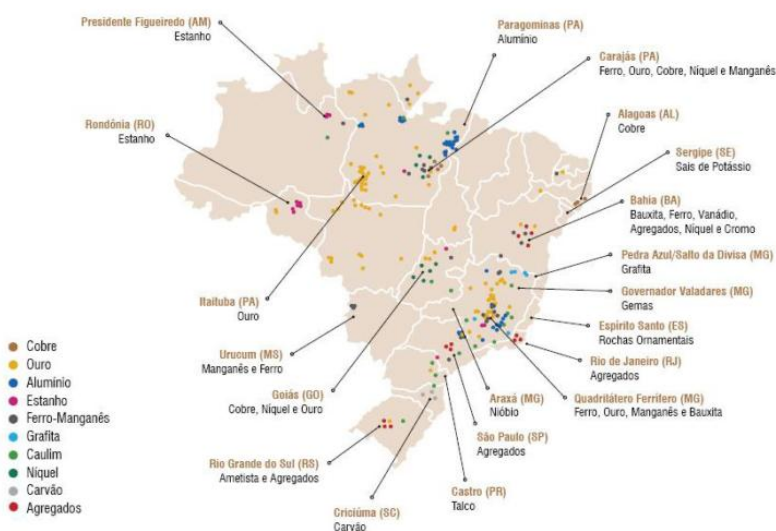 Presidente Figueiredo (AM)
Estanho
Paragominas (PA)
Alumínio
Carajás (PA)
Ferro, Ouro, Cobre, Níquel e Manganês
Rondônia (RO)
Estanho
Alagoas (AL)
Cobre
Sergipe (SE)
Sais de Potássio
Bahia (BA)
Bauxita, Ferro, Vanádio,
Agregados, Níquel e Cromo
Pedra Azul/Salto da Divisa (MG)
Grafita
Governador Valadares (MG)
Gemas
Espírito Santo (ES)
Rochas Ornamentais
Rio de Janeiro (RJ)
Agregados
Quadrilátero Ferrífero (MG)
Ferro, Ouro, Manganês e Bauxita
Itaituba (PA)
Ouro
Urucum (MS)
Manganês e Ferro
Goiás (GO)
Cobre, Níquel e Ouro
Araxá (MG)
Nióbio
São Paulo (SP)
Agregados
Rio Grande do Sul (RS)
Ametista e Agregados
Castro (PR)
Talco
Criciúma (SC)
Carvão
Cobre
Ouro
Alumínio
Estanho
Ferro-Manganês
Grafita
Caulim
Níquel
Carvão
Agregados